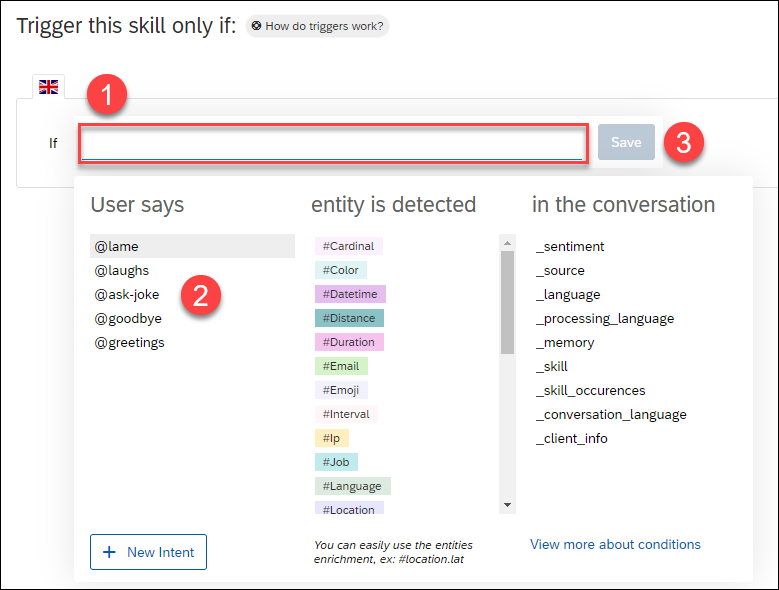 Trigger this skill only if:
How do triggers work?
1
If
Save
3
User says
@lame
@laughs
@ask-joke
@goodbye
@greetings
2
New Intent
entity is detected
#Cardinal
#Color
#Datetime
#Distance
#Duration
#Email
#Emoji
#Interval
#Ip
#Job
#Language
#Location
You can easily use the entities
enrichment, ex: #location.lat
in the conversation
_sentiment
_source
_language
_processing_language
_memory
_skill
_skill_occurences
_conversation_language
_client_info
View more about conditions